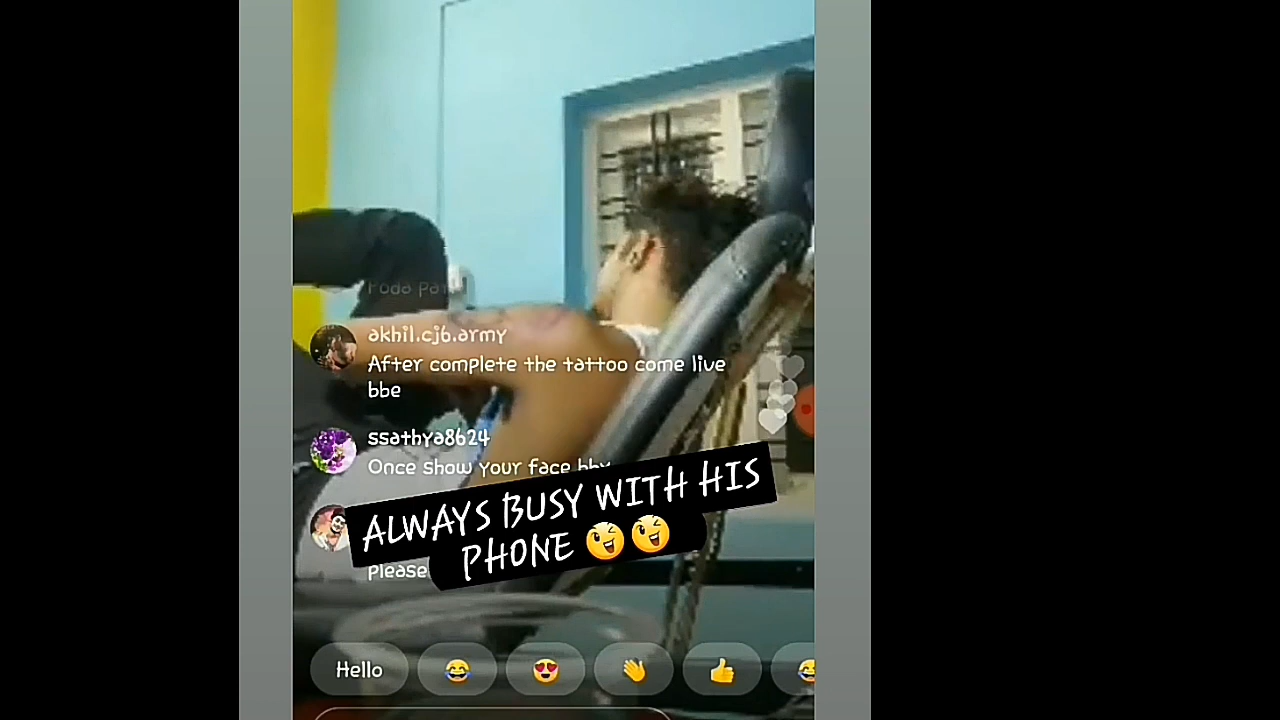 akhil.cjb.army
After complete the tattoo come live
bbe
ssathya8624
Once show your face bby
ALWAYS BUSY WITH HIS
PHONE 😜😜
Please
Hello